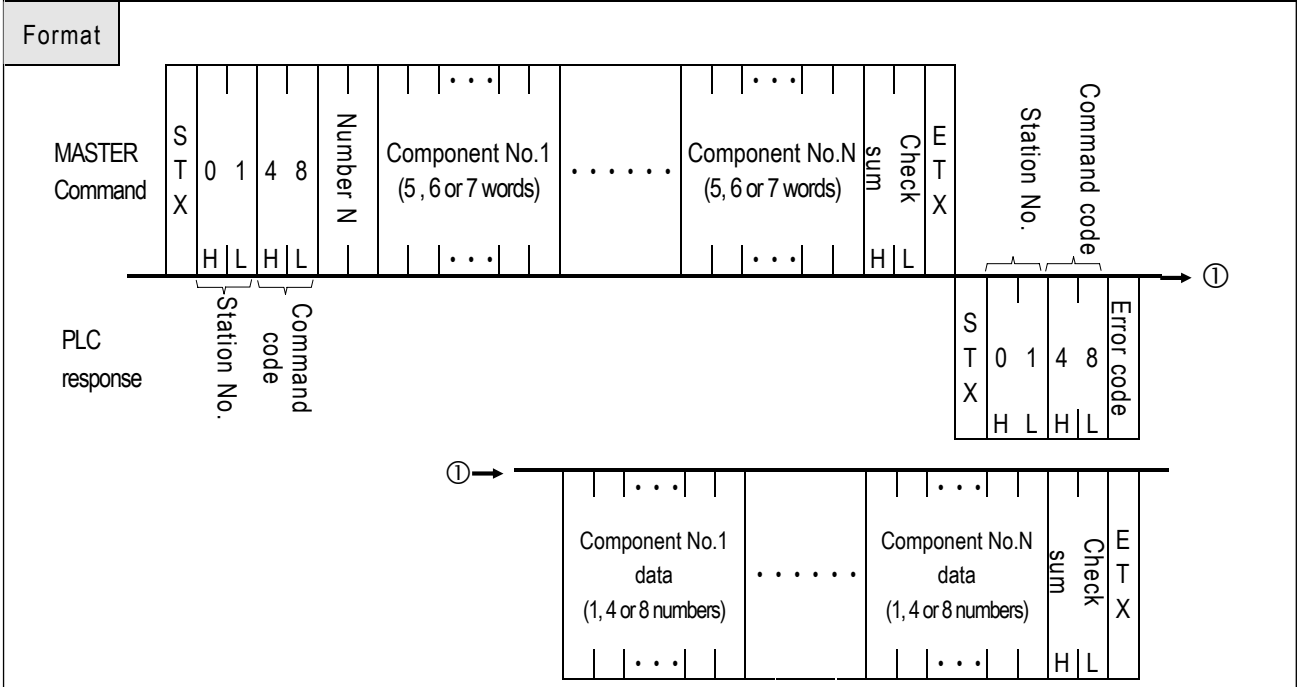 Format
MASTER
Command
S
T
X
0 1
H L
4 8
H L
Number N
• • •
Component No.1
(5 , 6 or 7 words)
• • •
• • • • • •
• • •
Component No.N
(5, 6 or 7 words)
• • •
Check
sum
H L
E
T
X
Station No.
Command code
①
PLC
response
Station No.
Command
code
S
T
X
0 1
H L
4 8
H L
Error code
①
• • •
Component No.1
data
(1, 4 or 8 numbers)
• • •
• • • • • •
• • •
Component No.N
data
(1, 4 or 8 numbers)
• • •
Check
sum
H L
E
T
X